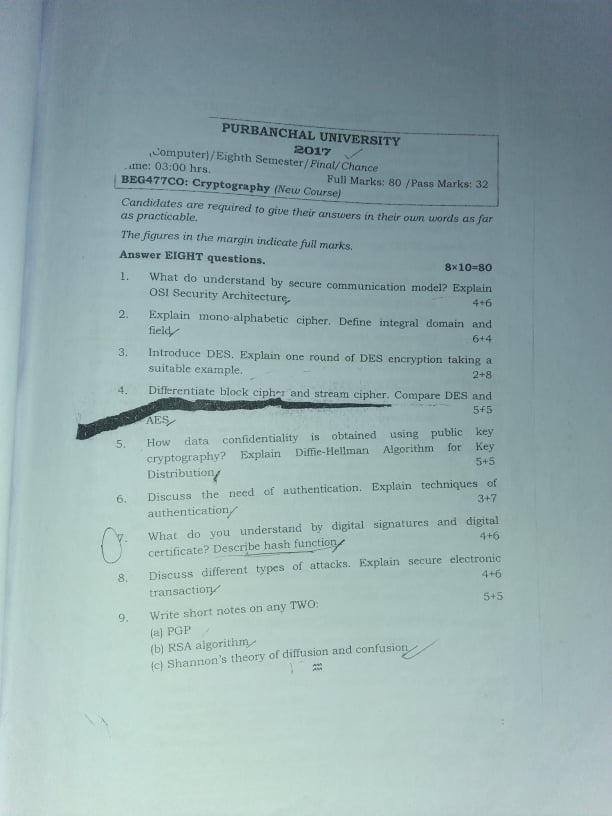 PURBANCHAL UNIVERSITY
2017
Computer)/Eighth Semester/Final/Chance
me: 03:00 hrs. Full Marks: 80 /Pass Marks: 32
BEG477CO: Cryptography (New Course)
Candidates are required to give their answers in their own words as far
as practicable.
The figures in the margin indicate full marks.
Answer EIGHT questions. 8×10=80
1. What do understand by secure communication model? Explain
OSI Security Architecture. 4+6
2. Explain mono-alphabetic cipher. Define integral domain and
field. 6+4
3. Introduce DES. Explain one round of DES encryption taking a
suitable example. 2+8
4. Differentiate block cipher and stream cipher. Compare DES and
AES. 5+5
5. How data confidentiality is obtained using public key
cryptography? Explain Diffie-Hellman Algorithm for Key
Distribution. 5+5
6. Discuss the need of authentication. Explain techniques of
authentication. 3+7
7. What do you understand by digital signatures and digital
certificate? Describe hash function. 4+6
8. Discuss different types of attacks. Explain secure electronic
transaction. 4+6
9. Write short notes on any TWO: 5+5
(a) PGP
(b) RSA algorithm
(c) Shannon's theory of diffusion and confusion